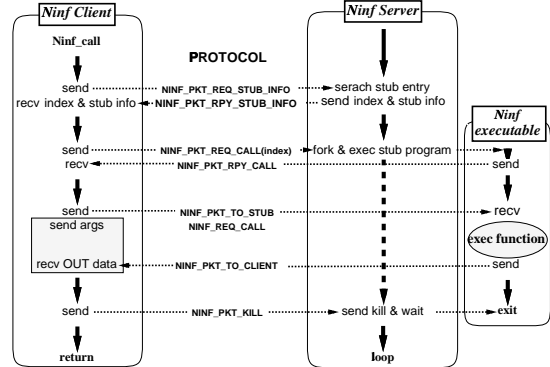 Ninf Client
Ninf Server
Ninf_call
PROTOCOL
send NINF_PKT_REQ_STUB_INFO serach stub entry
recv index & stub info NINF_PKT_RPY_STUB_INFO send index & stub info
Ninf
executable
send NINF_PKT_REQ_CALL(index) fork & exec stub program
recv NINF_PKT_RPY_CALL send
send NINF_PKT_TO_STUB recv
send args NINF_REQ_CALL
exec function
recv OUT data NINF_PKT_TO_CLIENT send
send NINF_PKT_KILL send kill & wait exit
return loop